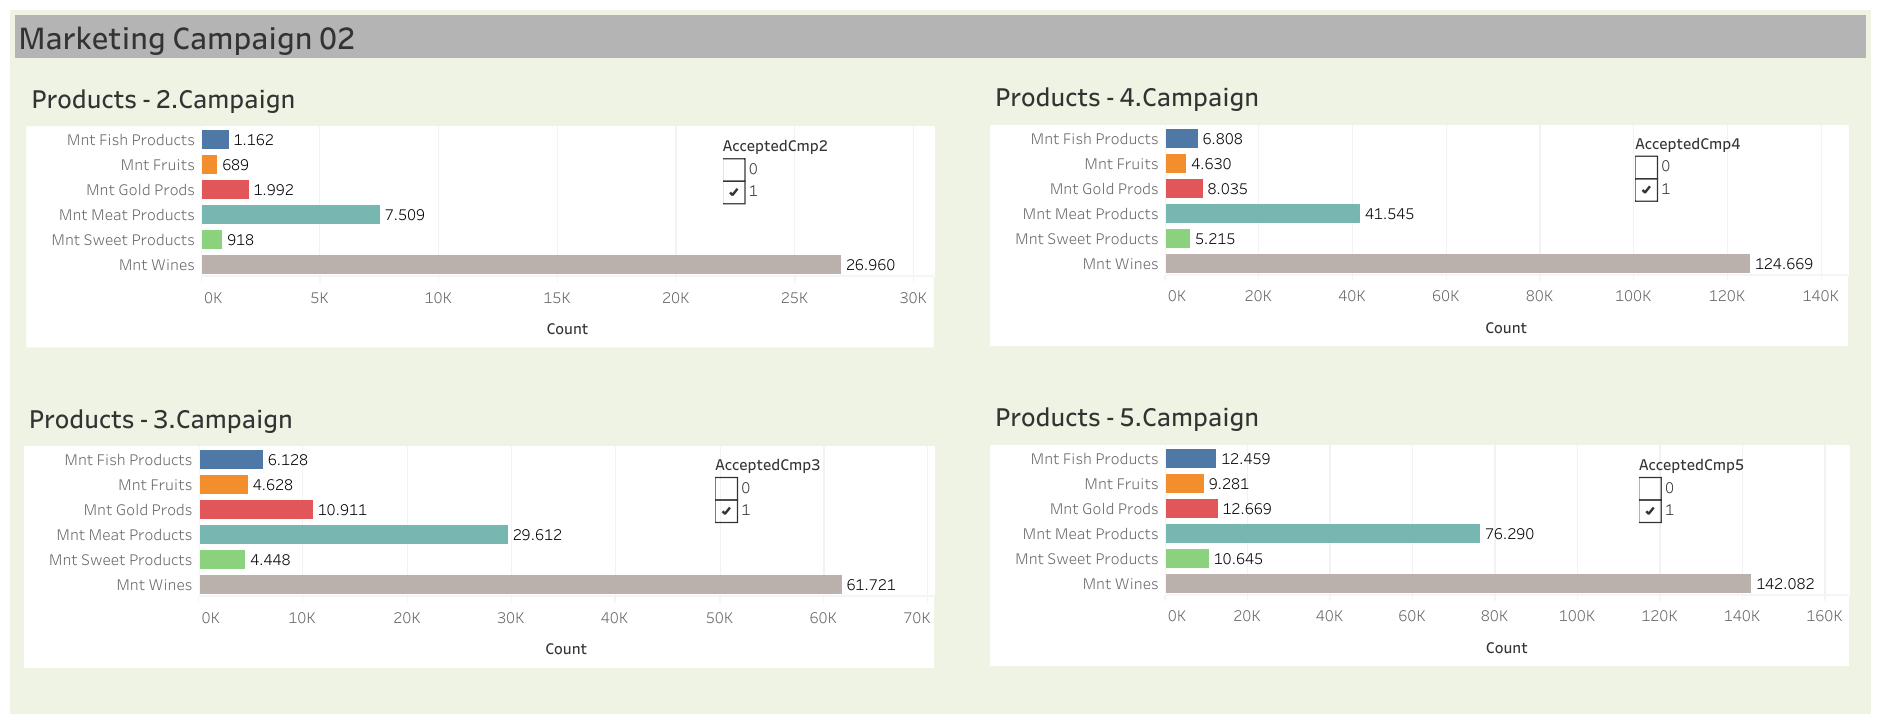 Marketing Campaign 02
Products - 2.Campaign
Mnt Fish Products 1.162
Mnt Fruits 689
Mnt Gold Prods 1.992
Mnt Meat Products 7.509
Mnt Sweet Products 918
Mnt Wines 26.960
0K 5K 10K 15K 20K 25K 30K
Count
AcceptedCmp2
0
1
Products - 4.Campaign
Mnt Fish Products 6.808
Mnt Fruits 4.630
Mnt Gold Prods 8.035
Mnt Meat Products 41.545
Mnt Sweet Products 5.215
Mnt Wines 124.669
0K 20K 40K 60K 80K 100K 120K 140K
Count
AcceptedCmp4
0
1
Products - 3.Campaign
Mnt Fish Products 6.128
Mnt Fruits 4.628
Mnt Gold Prods 10.911
Mnt Meat Products 29.612
Mnt Sweet Products 4.448
Mnt Wines 61.721
0K 10K 20K 30K 40K 50K 60K 70K
Count
AcceptedCmp3
0
1
Products - 5.Campaign
Mnt Fish Products 12.459
Mnt Fruits 9.281
Mnt Gold Prods 12.669
Mnt Meat Products 76.290
Mnt Sweet Products 10.645
Mnt Wines 142.082
0K 20K 40K 60K 80K 100K 120K 140K 160K
Count
AcceptedCmp5
0
1